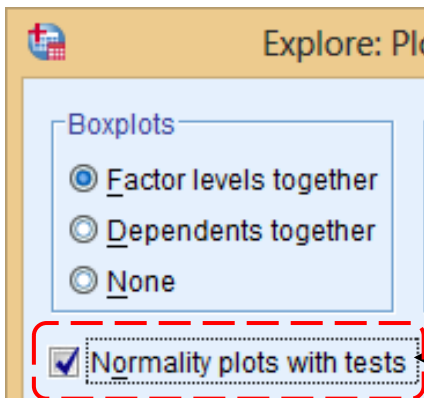 Explore: Plo
Boxplots
Factor levels together
Dependents together
None
Normality plots with tests